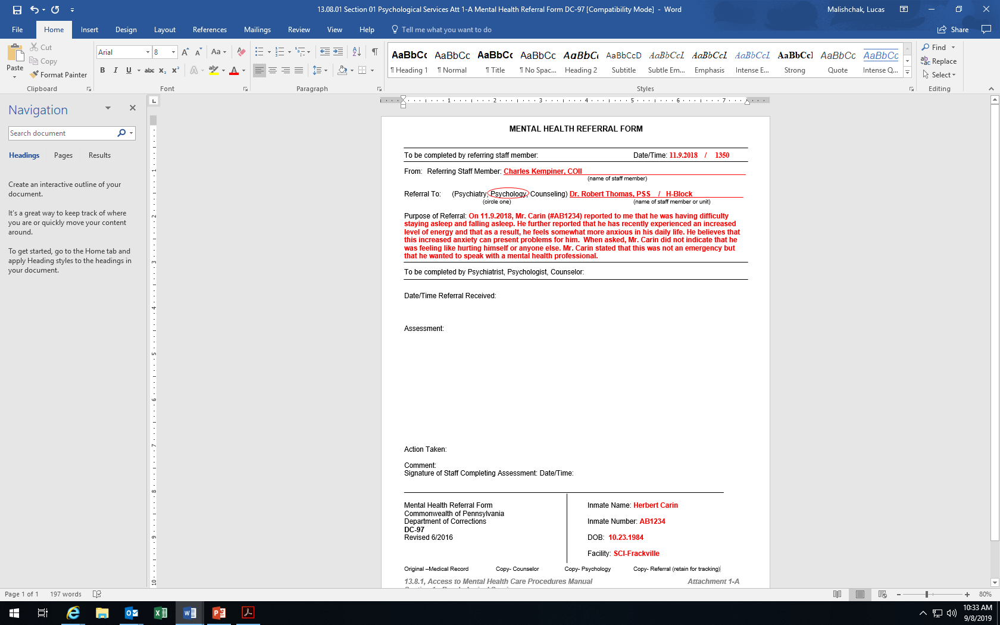 13.08.01 Section 01 Psychological Services Att 1-A Mental Health Referral Form DC-97 [Compatibility Mode] - Word
Malishchak, Lucas
File Home Insert Design Layout References Mailings Review View Help Tell me what you want to do
Share
Paste
Cut
Copy
Format Painter
Clipboard
Arial 8
Aa
B I U abc x₂ x²
A ab A
Font
Paragraph
AaBbCc AaBbCc AaBbCc AaBbCc AaBbCc AaBbCcD AaBbCcL AaBbCcL AaBbCcL AaBbCcl AaBbCc AaBbCc
¶ Heading 1 ¶ Normal ¶ Title ¶ No Spac... Heading 2 Subtitle Subtle Em... Emphasis Intense E... Strong Quote Intense Q...
Styles
Find
Replace
Select
Editing
Navigation
Search document
Headings Pages Results
Create an interactive outline of your
document.
It's a great way to keep track of where
you are or quickly move your content
around.
To get started, go to the Home tab and
apply Heading styles to the headings in
your document.
1 2 3 4 5 6 7
1
2
3
4
5
6
7
8
9
10
MENTAL HEALTH REFERRAL FORM
To be completed by referring staff member: Date/Time: 11.9.2018 / 1350
From: Referring Staff Member: Charles Kempiner, COII
(name of staff member)
Referral To: (Psychiatry, Psychology, Counseling) Dr. Robert Thomas, PSS / H-Block
(circle one) (name of staff member or unit)
Purpose of Referral: On 11.9.2018, Mr. Carin (#AB1234) reported to me that he was having difficulty
staying asleep and falling asleep. He further reported that he has recently experienced an increased
level of energy and that as a result, he feels somewhat more anxious in his daily life. He believes that
this increased anxiety can present problems for him. When asked, Mr. Carin did not indicate that he
was feeling like hurting himself or anyone else. Mr. Carin stated that this was not an emergency but
that he wanted to speak with a mental health professional.
To be completed by Psychiatrist, Psychologist, Counselor:
Date/Time Referral Received:
Assessment:
Action Taken:
Comment:
Signature of Staff Completing Assessment: Date/Time:
Mental Health Referral Form
Commonwealth of Pennsylvania
Department of Corrections
DC-97
Revised 6/2016
Inmate Name: Herbert Carin
Inmate Number: AB1234
DOB: 10.23.1984
Facility: SCI-Frackville
Original –Medical Record Copy- Counselor Copy- Psychology Copy- Referral (retain for tracking)
13.8.1, Access to Mental Health Care Procedures Manual Attachment 1-A
Page 1 of 1 197 words
80%
10:33 AM
9/8/2019